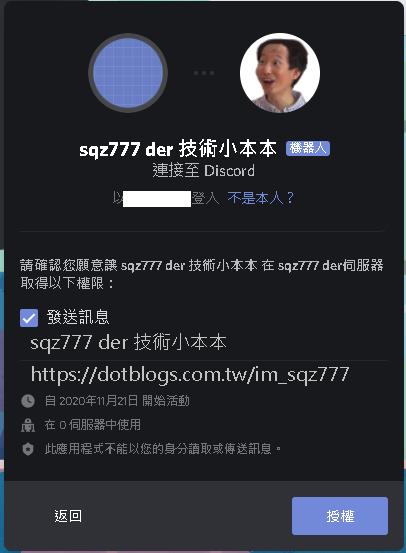 sqz777 der 技術小本本 機器人
連接至 Discord
以 登入 不是本人？
請確認您願意讓 sqz777 der 技術小本本 在 sqz777 der伺服器
取得以下權限：
發送訊息
sqz777 der 技術小本本
https://dotblogs.com.tw/im_sqz777
自 2020年11月21日 開始活動
在 0 伺服器中使用
此應用程式不能以您的身分讀取或傳送訊息。
返回 授權